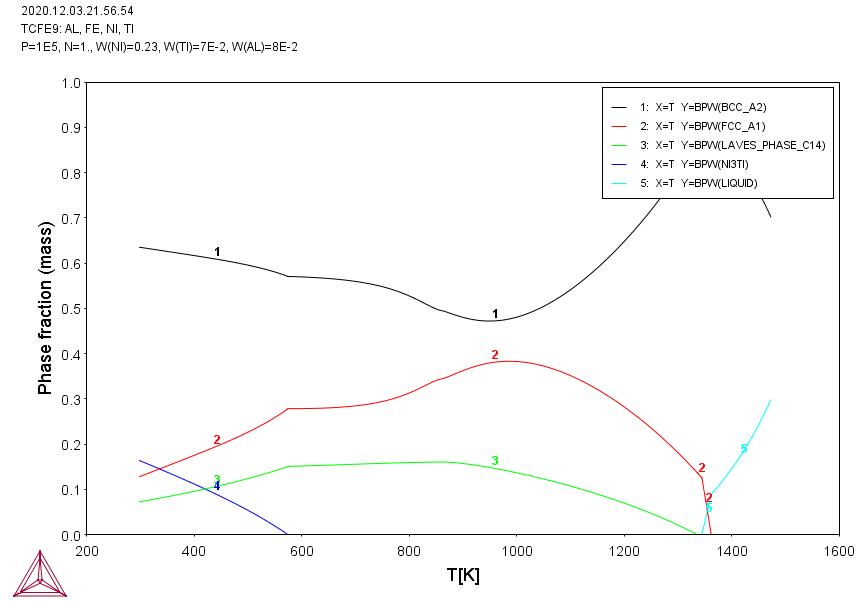 2020.12.03.21.56.54
TCFE9: AL, FE, NI, TI
P=1E5, N=1., W(NI)=0.23, W(TI)=7E-2, W(AL)=8E-2
1: X=T Y=BPW(BCC_A2)
2: X=T Y=BPW(FCC_A1)
3: X=T Y=BPW(LAVES_PHASE_C14)
4: X=T Y=BPW(NI3TI)
5: X=T Y=BPW(LIQUID)
Phase fraction (mass)
1.0
0.9
0.8
0.7
0.6
0.5
0.4
0.3
0.2
0.1
0.0
1
1
2
2
2
2
3
3
4
5
5
200 400 600 800 1000 1200 1400 1600
T[K]